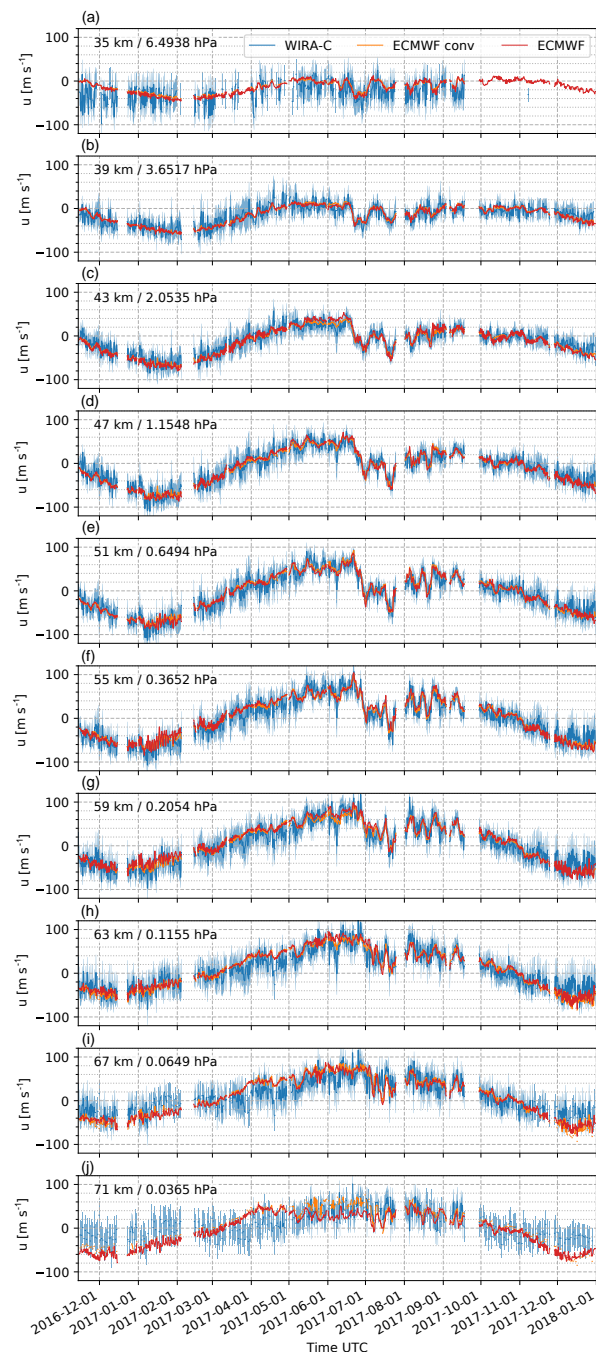 (a)
35 km / 6.4938 hPa
WIRA-C
ECMWF conv
ECMWF
100
0
−100
u [m s⁻¹]
(b)
39 km / 3.6517 hPa
100
0
−100
u [m s⁻¹]
(c)
43 km / 2.0535 hPa
100
0
−100
u [m s⁻¹]
(d)
47 km / 1.1548 hPa
100
0
−100
u [m s⁻¹]
(e)
51 km / 0.6494 hPa
100
0
−100
u [m s⁻¹]
(f)
55 km / 0.3652 hPa
100
0
−100
u [m s⁻¹]
(g)
59 km / 0.2054 hPa
100
0
−100
u [m s⁻¹]
(h)
63 km / 0.1155 hPa
100
0
−100
u [m s⁻¹]
(i)
67 km / 0.0649 hPa
100
0
−100
u [m s⁻¹]
(j)
71 km / 0.0365 hPa
100
0
−100
u [m s⁻¹]
2016-12-01
2017-01-01
2017-02-01
2017-03-01
2017-04-01
2017-05-01
2017-06-01
2017-07-01
2017-08-01
2017-09-01
2017-10-01
2017-11-01
2017-12-01
2018-01-01
Time UTC